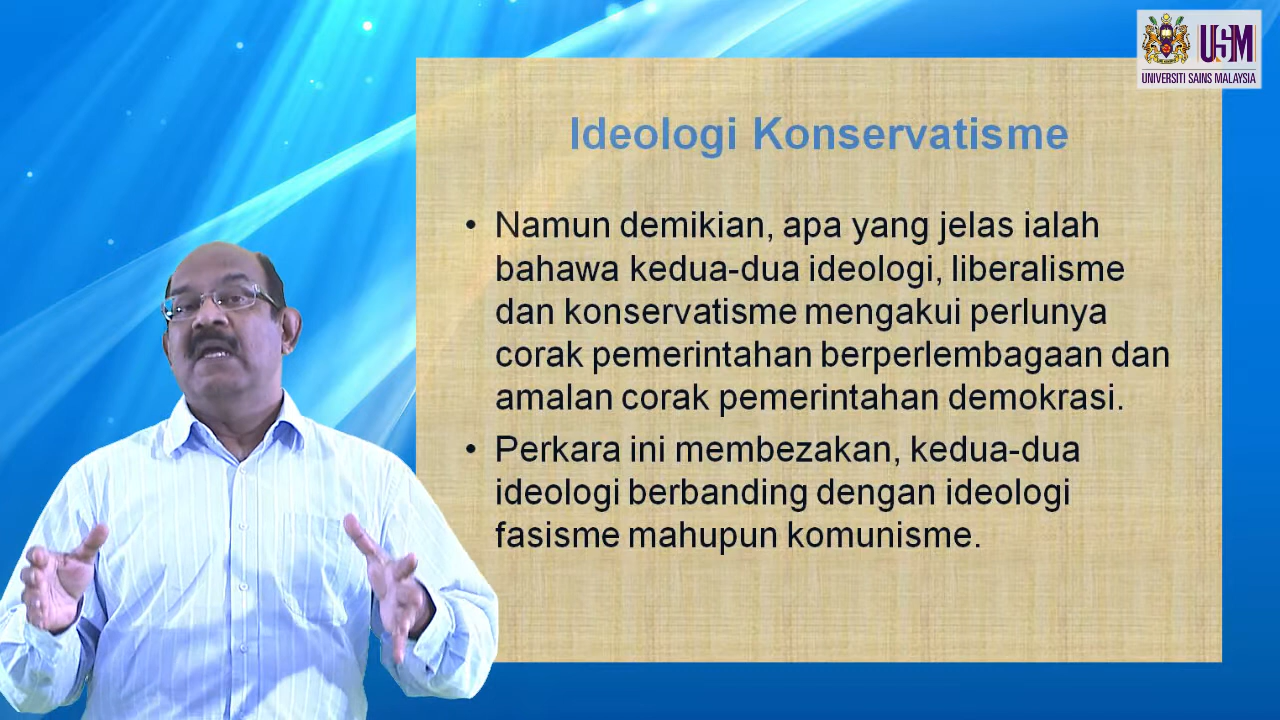 USM
UNIVERSITI SAINS MALAYSIA
Ideologi Konservatisme
• Namun demikian, apa yang jelas ialah
bahawa kedua-dua ideologi, liberalisme
dan konservatisme mengakui perlunya
corak pemerintahan berperlembagaan dan
amalan corak pemerintahan demokrasi.
• Perkara ini membezakan, kedua-dua
ideologi berbanding dengan ideologi
fasisme mahupun komunisme.